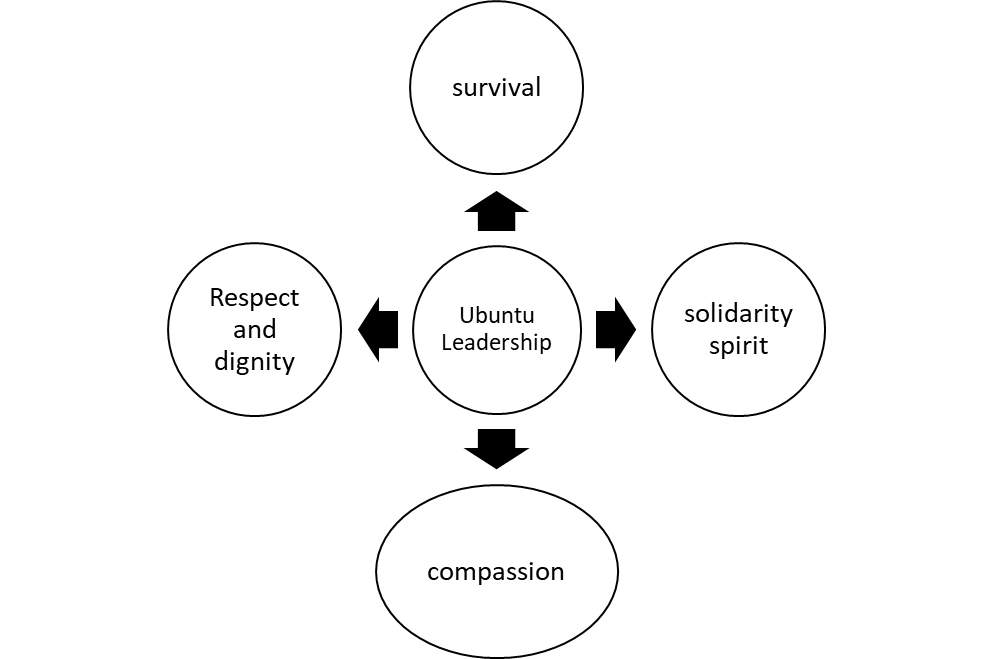 survival
Respect
and
dignity
Ubuntu
Leadership
solidarity
spirit
compassion